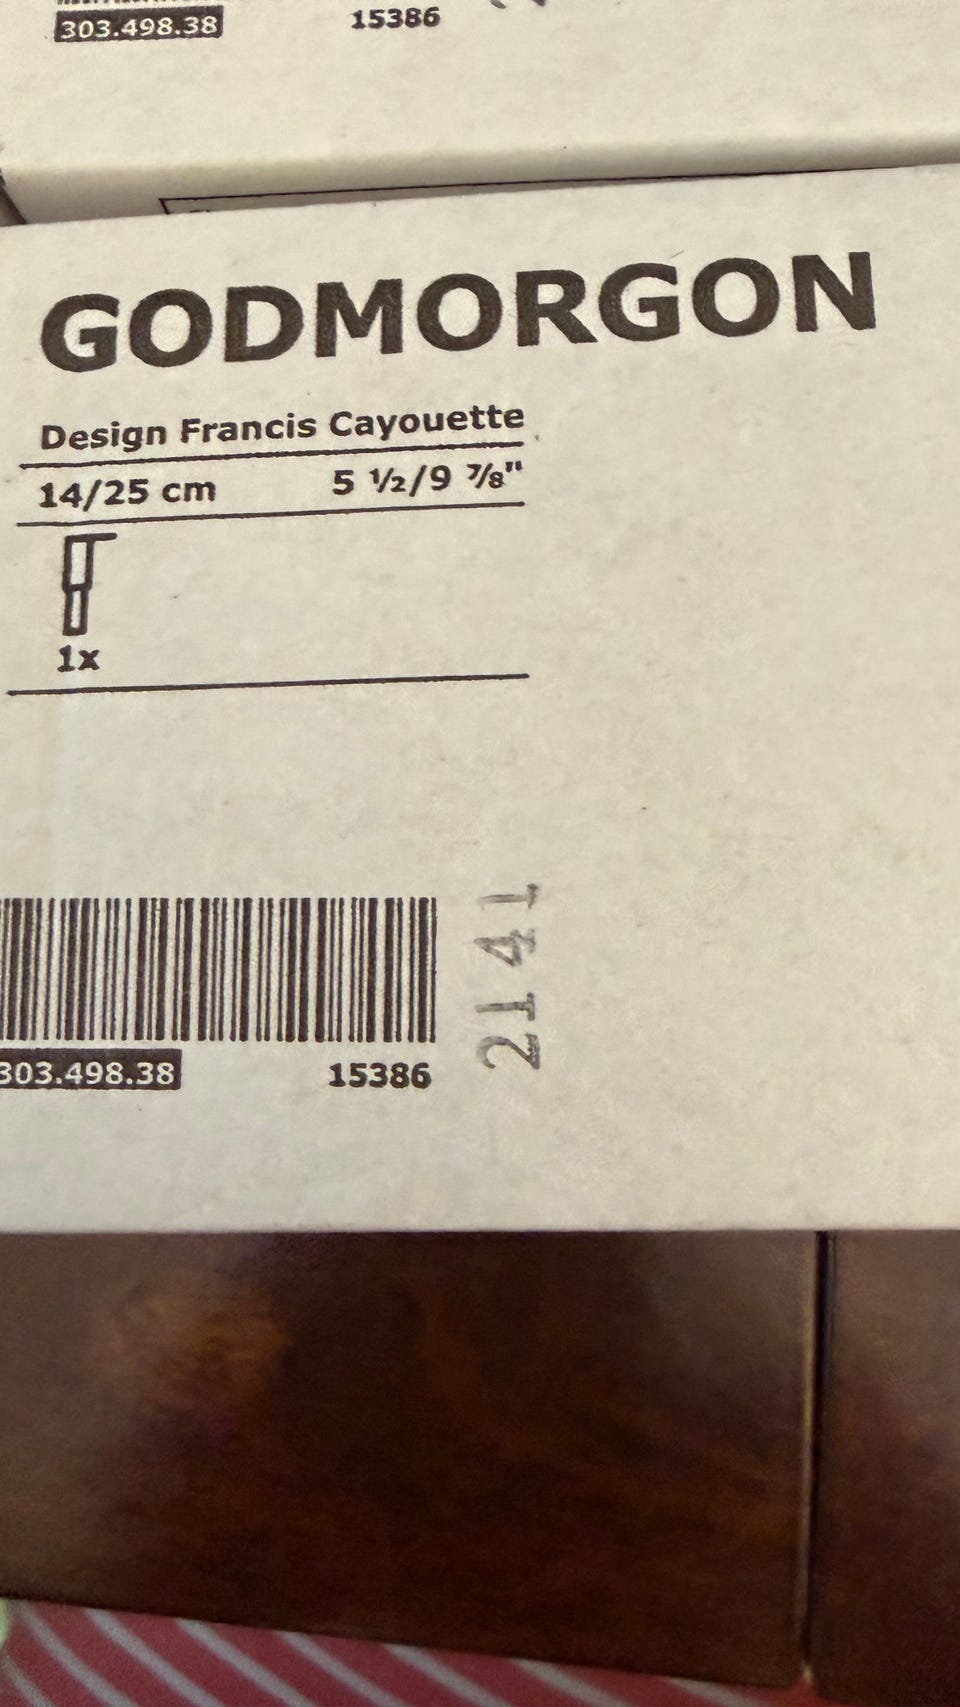 303.498.38 15386
GODMORGON
Design Francis Cayouette
14/25 cm 5 ½/9 ⅞"
1x
2141
303.498.38 15386